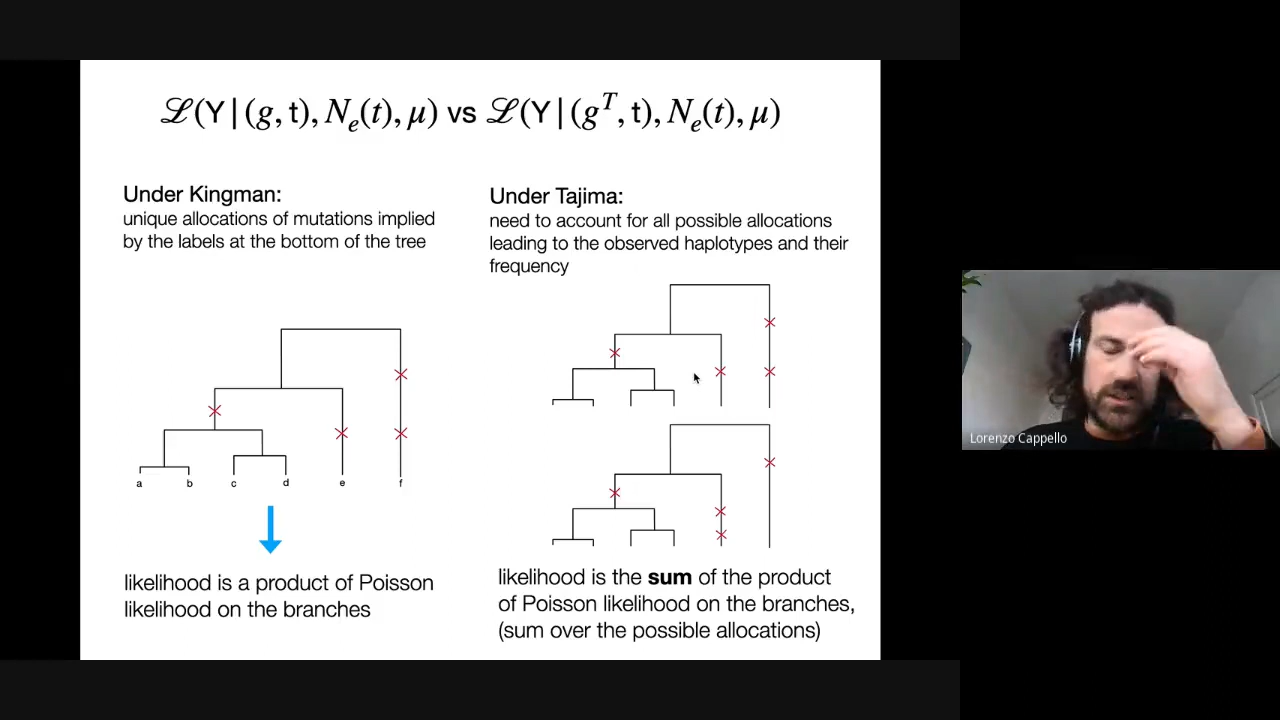 ℒ(Y | (g, t), Nₑ(t), μ) vs ℒ(Y | (gᵀ, t), Nₑ(t), μ)
Under Kingman:
unique allocations of mutations implied
by the labels at the bottom of the tree
a b c d e f
likelihood is a product of Poisson
likelihood on the branches
Under Tajima:
need to account for all possible allocations
leading to the observed haplotypes and their
frequency
likelihood is the sum of the product
of Poisson likelihood on the branches,
(sum over the possible allocations)
Lorenzo Cappello